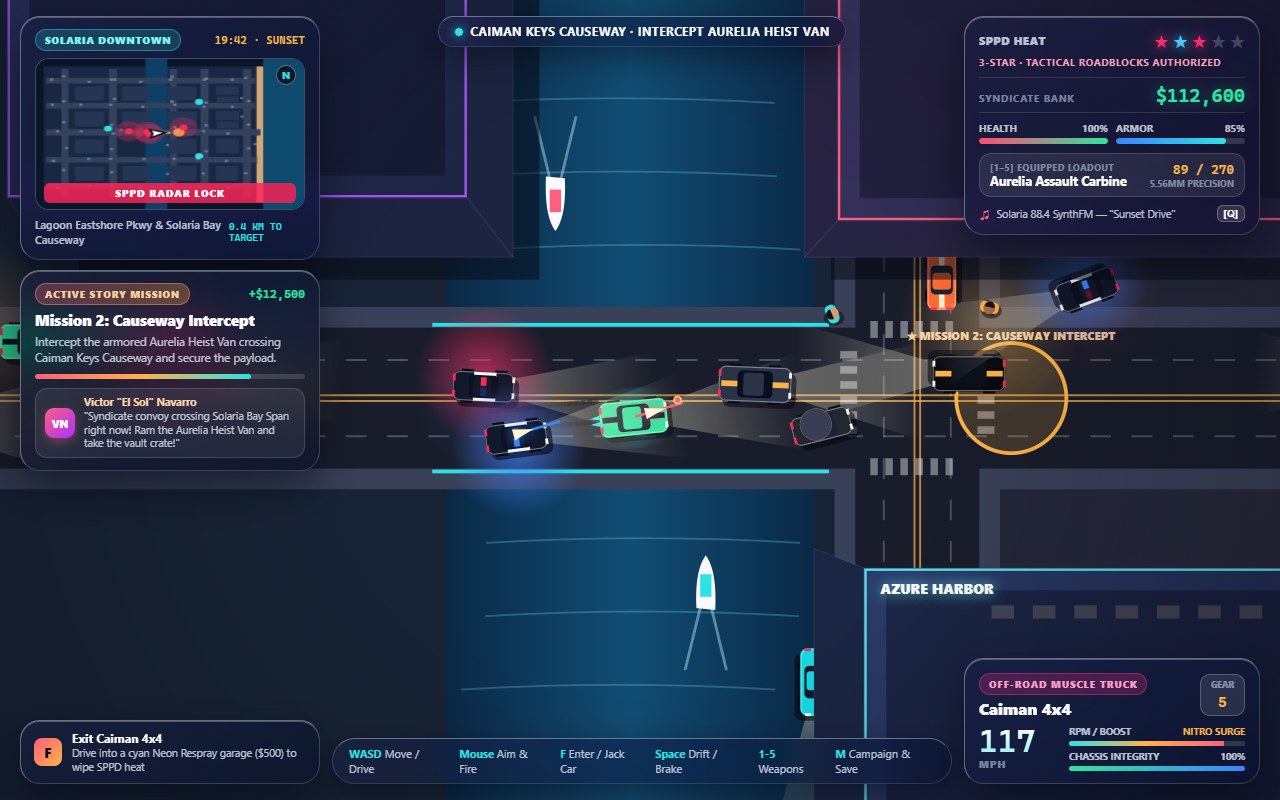 SOLARIA DOWNTOWN
19:42 · SUNSET
N
SPPD RADAR LOCK
Lagoon Eastshore Pkwy & Solaria Bay Causeway
0.4 KM TO TARGET
CAIMAN KEYS CAUSEWAY · INTERCEPT AURELIA HEIST VAN
SPPD HEAT
★★★★★
3-STAR · TACTICAL ROADBLOCKS AUTHORIZED
SYNDICATE BANK
$112,600
HEALTH 100%
ARMOR 85%
[1–5] EQUIPPED LOADOUT
Aurelia Assault Carbine
89 / 270
5.56MM PRECISION
♫ Solaria 88.4 SynthFM — "Sunset Drive"
[Q]
ACTIVE STORY MISSION
+$12,500
Mission 2: Causeway Intercept
Intercept the armored Aurelia Heist Van crossing
Caiman Keys Causeway and secure the payload.
VN
Victor "El Sol" Navarro
"Syndicate convoy crossing Solaria Bay Span
right now! Ram the Aurelia Heist Van and
take the vault crate!"
★ MISSION 2: CAUSEWAY INTERCEPT
AZURE HARBOR
F
Exit Caiman 4x4
Drive into a cyan Neon Respray garage ($500) to
wipe SPPD heat
WASD Move / Drive
Mouse Aim & Fire
F Enter / Jack Car
Space Drift / Brake
1-5 Weapons
M Campaign & Save
OFF-ROAD MUSCLE TRUCK
Caiman 4x4
GEAR
5
117
MPH
RPM / BOOST
NITRO SURGE
CHASSIS INTEGRITY
100%